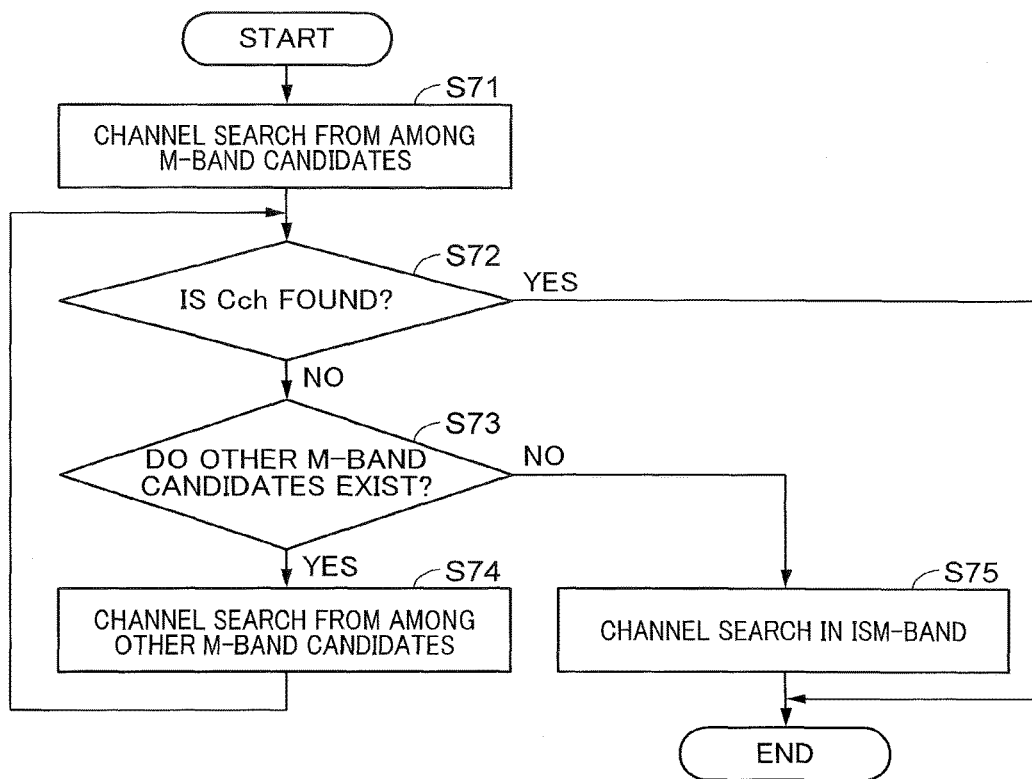 START
S71
CHANNEL SEARCH FROM AMONG
M-BAND CANDIDATES
S72
IS Cch FOUND?
YES
NO
S73
DO OTHER M-BAND
CANDIDATES EXIST?
NO
YES
S74
CHANNEL SEARCH FROM AMONG
OTHER M-BAND CANDIDATES
S75
CHANNEL SEARCH IN ISM-BAND
END